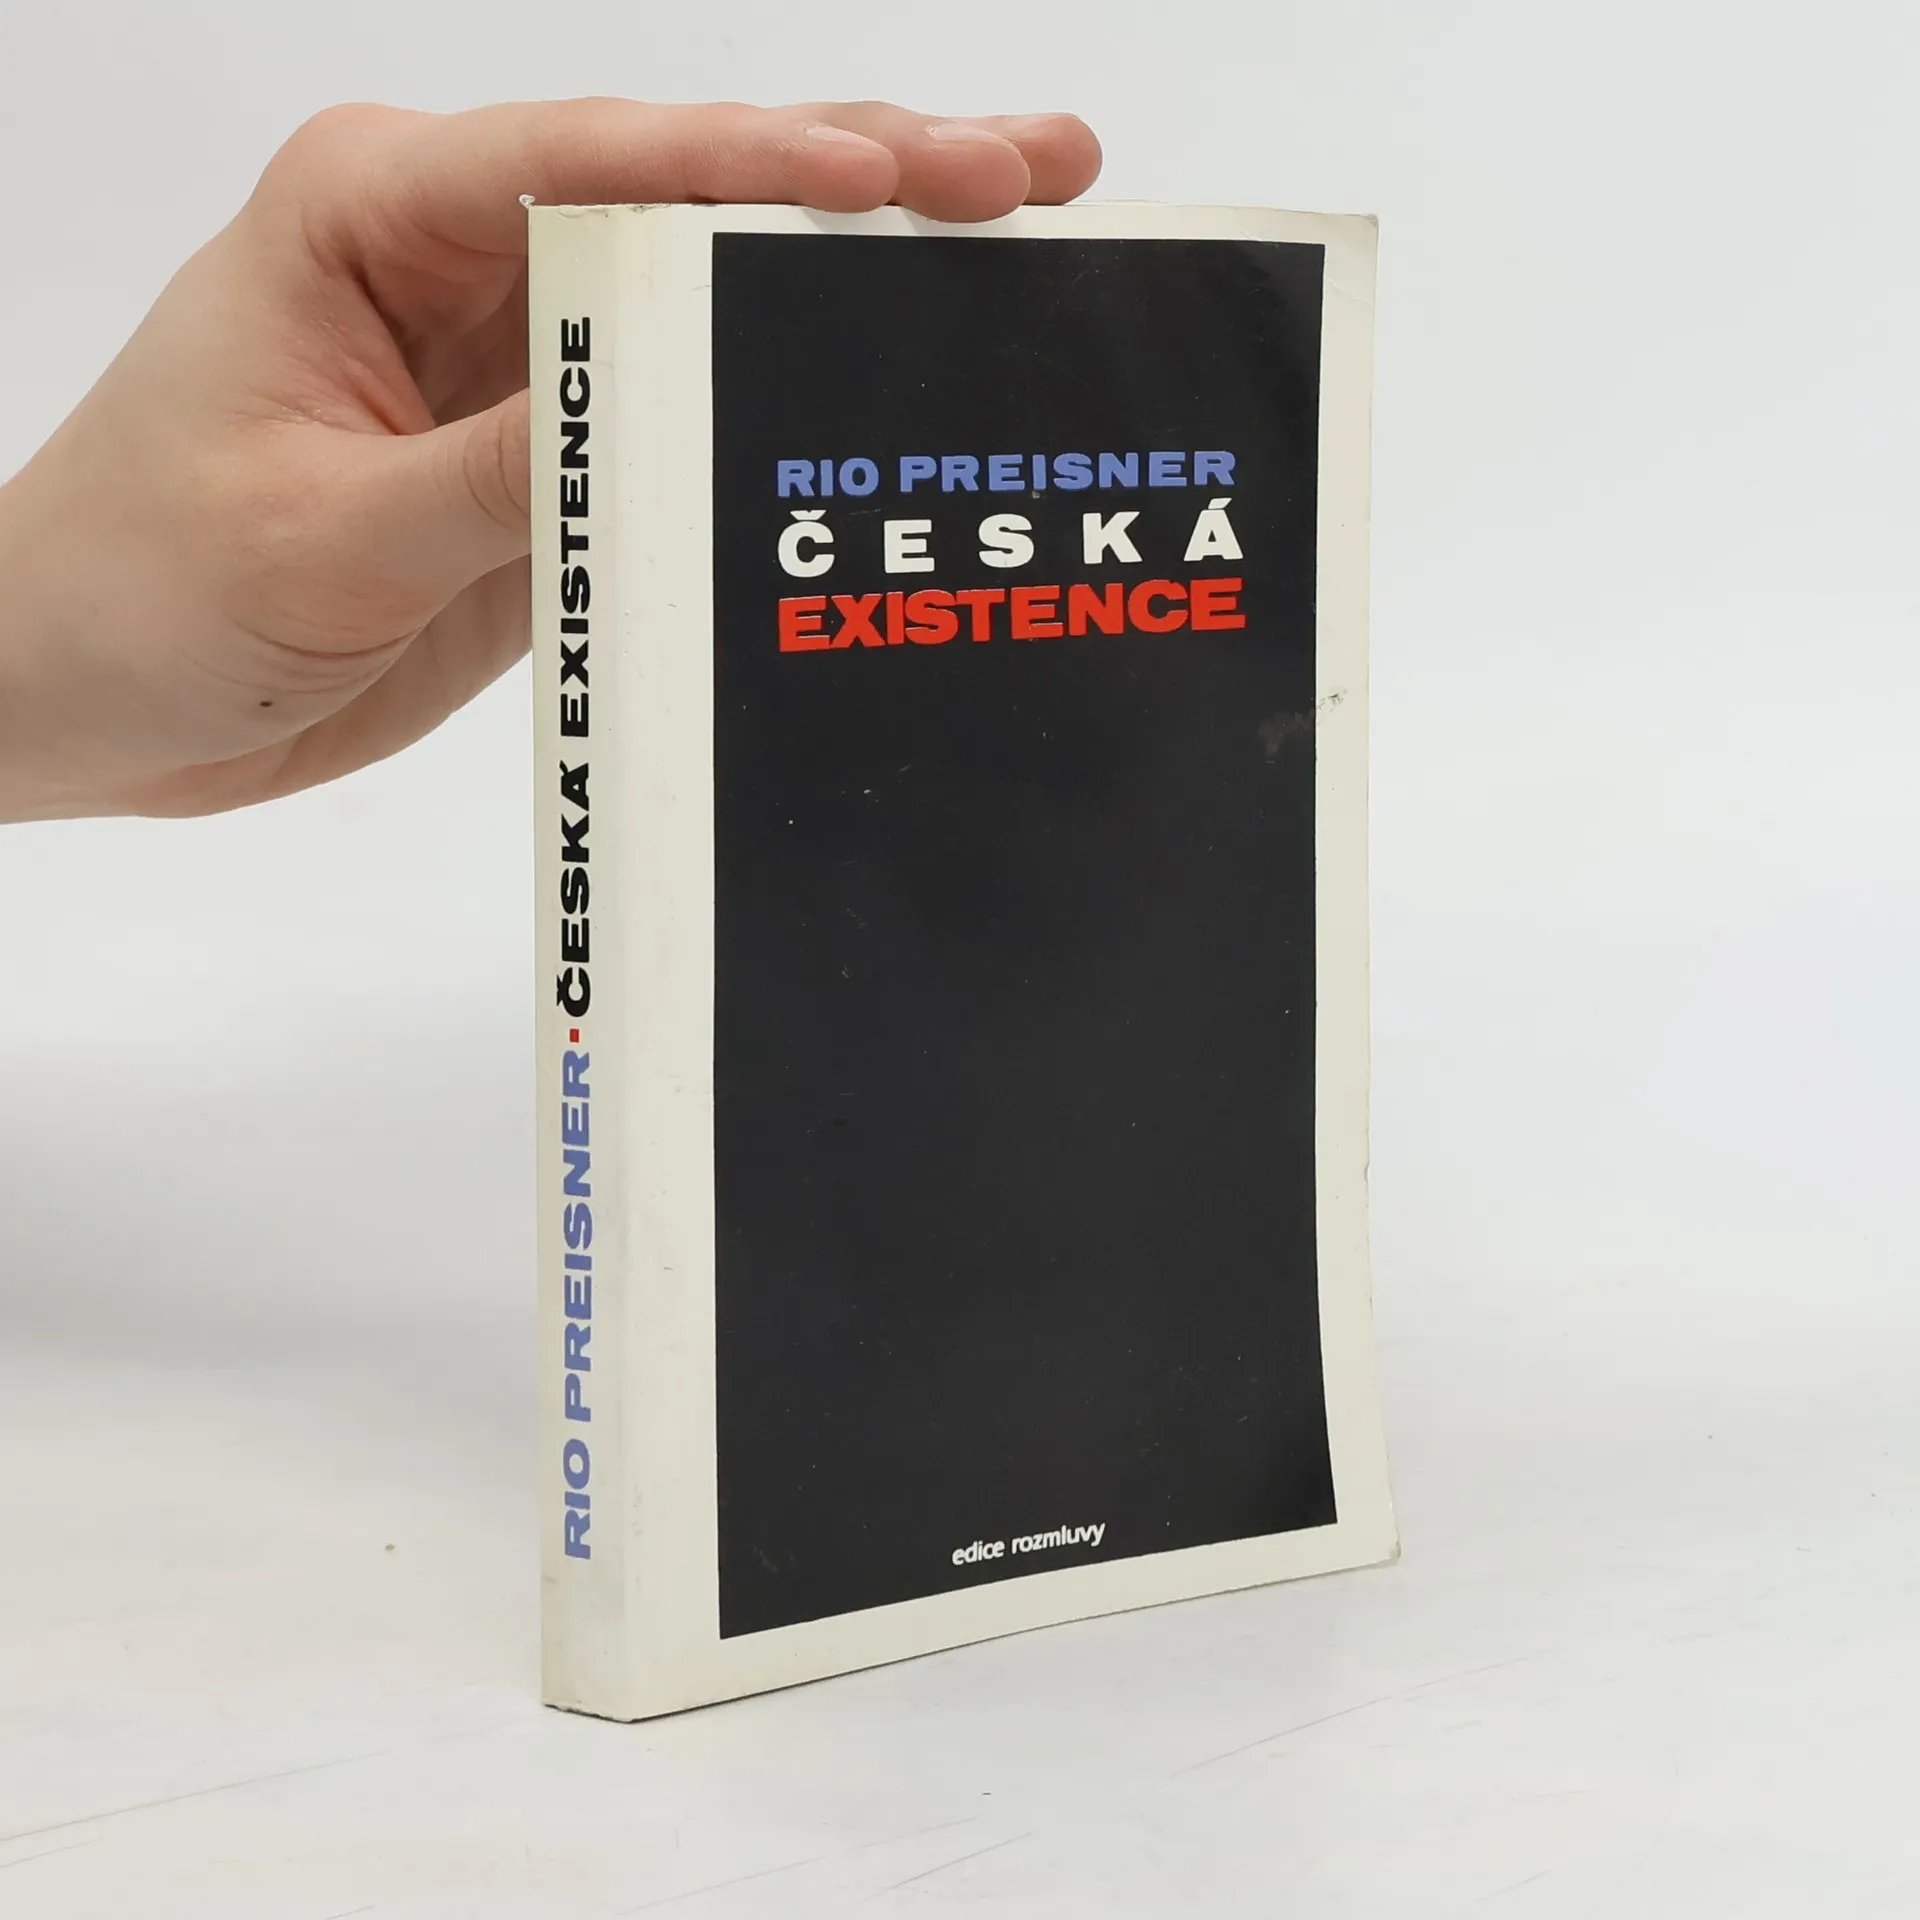 RIO PREISNER
ČESKÁ
EXISTENCE
edice rozmluvy
RIO PREISNER·ČESKÁ EXISTENCE